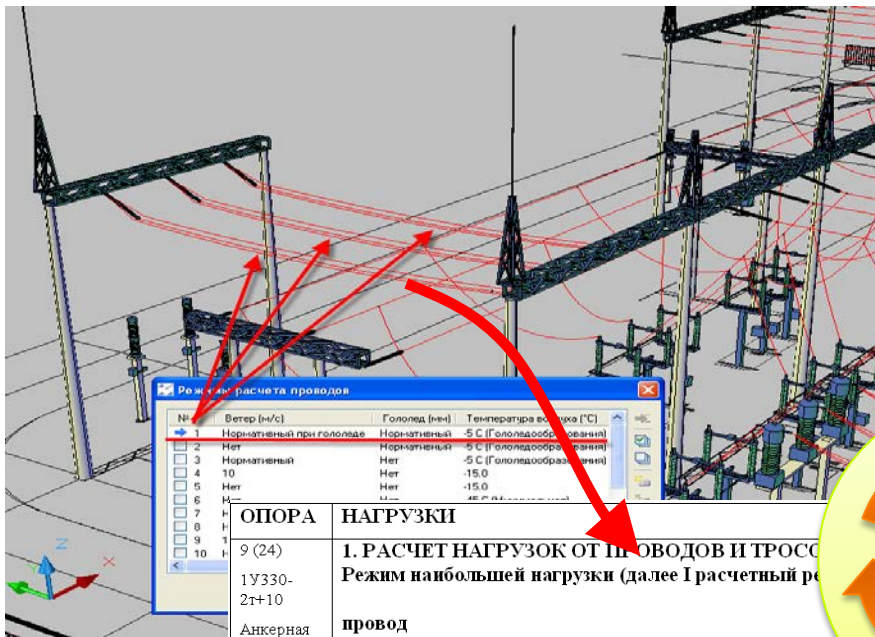 Режимы расчета проводов
№ Ветер (м/с) Гололед (мм) Температура воздуха (°C)
1 Нормативный при гололеде Нормативный -5 C (Гололедообразования)
2 Нет Нормативный -5 C (Гололедообразования)
3 Нормативный Нет -5 C (Гололедообразования)
4 10 Нет -15.0
5 Нет Нет -15.0
6
7
8
9
10
ОПОРА НАГРУЗКИ
9 (24) 1. РАСЧЕТ НАГРУЗОК ОТ ПРОВОДОВ И ТРОССО
1У330- Режим наибольшей нагрузки (далее I расчетный ре
2т+10
Анкерная провод
Z
X